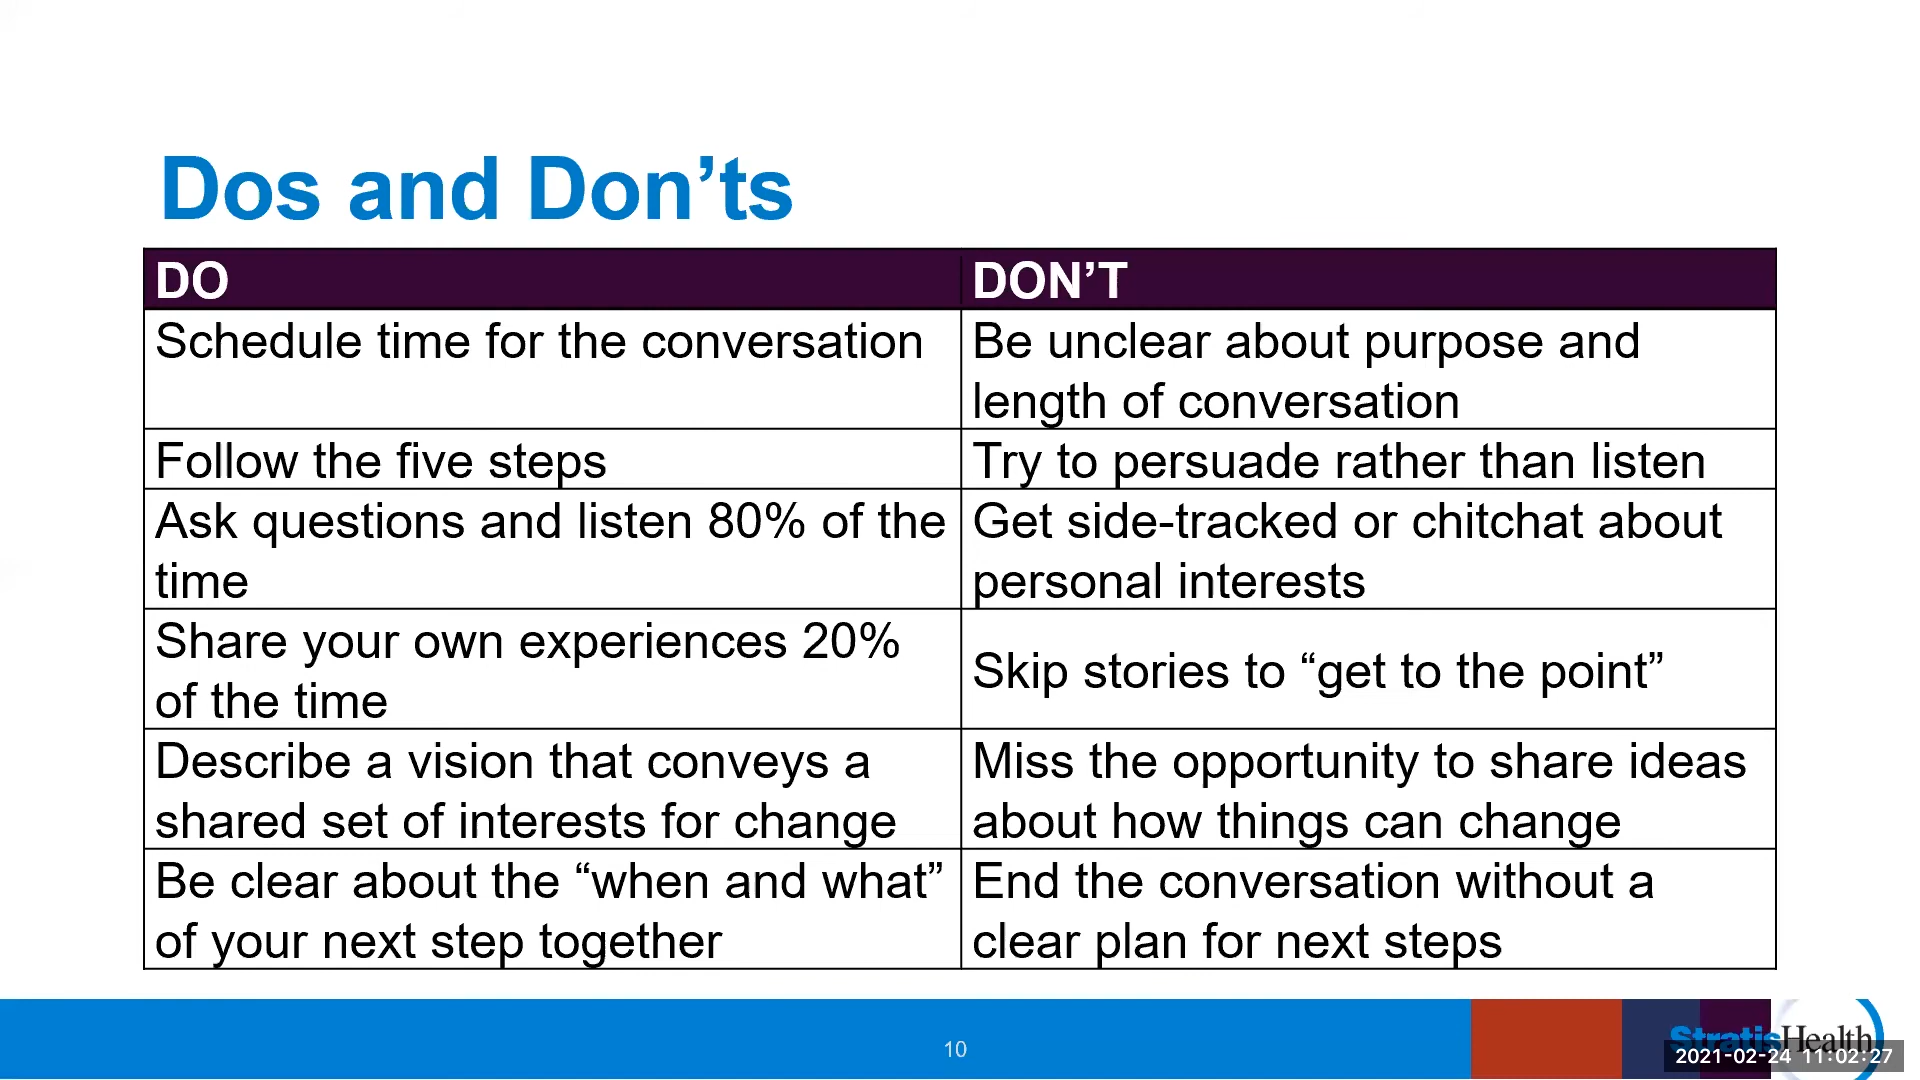 Dos and Don’ts
DO
DON’T
Schedule time for the conversation
Be unclear about purpose and
length of conversation
Follow the five steps
Try to persuade rather than listen
Ask questions and listen 80% of the
time
Get side-tracked or chitchat about
personal interests
Share your own experiences 20%
of the time
Skip stories to “get to the point”
Describe a vision that conveys a
shared set of interests for change
Miss the opportunity to share ideas
about how things can change
Be clear about the “when and what”
of your next step together
End the conversation without a
clear plan for next steps
10
StratisHealth
2021-02-24 11:02:27